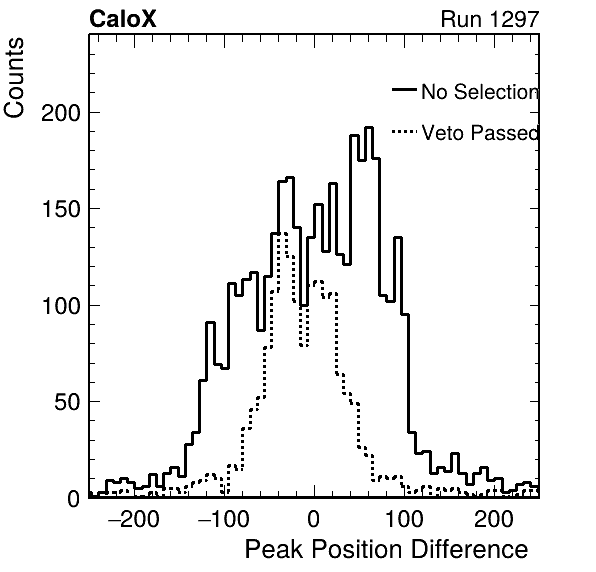 CaloX
Run 1297
Counts
No Selection
Veto Passed
200
150
100
50
0
−200
−100
0
100
200
Peak Position Difference